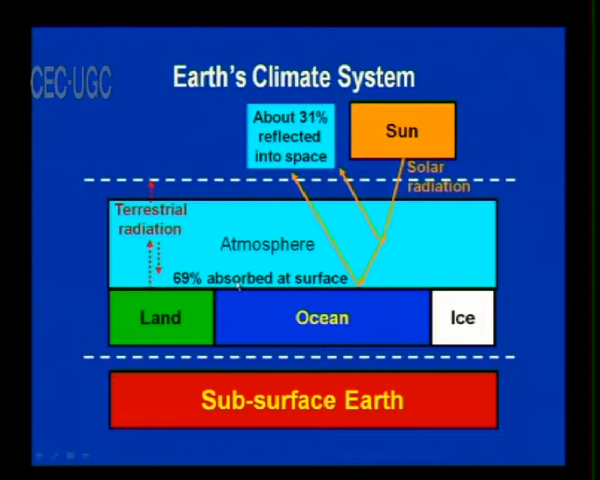 CEC-UGC
Earth's Climate System
About 31%
reflected
into space
Sun
Solar
radiation
Terrestrial
radiation
Atmosphere
69% absorbed at surface
Land
Ocean
Ice
Sub-surface Earth